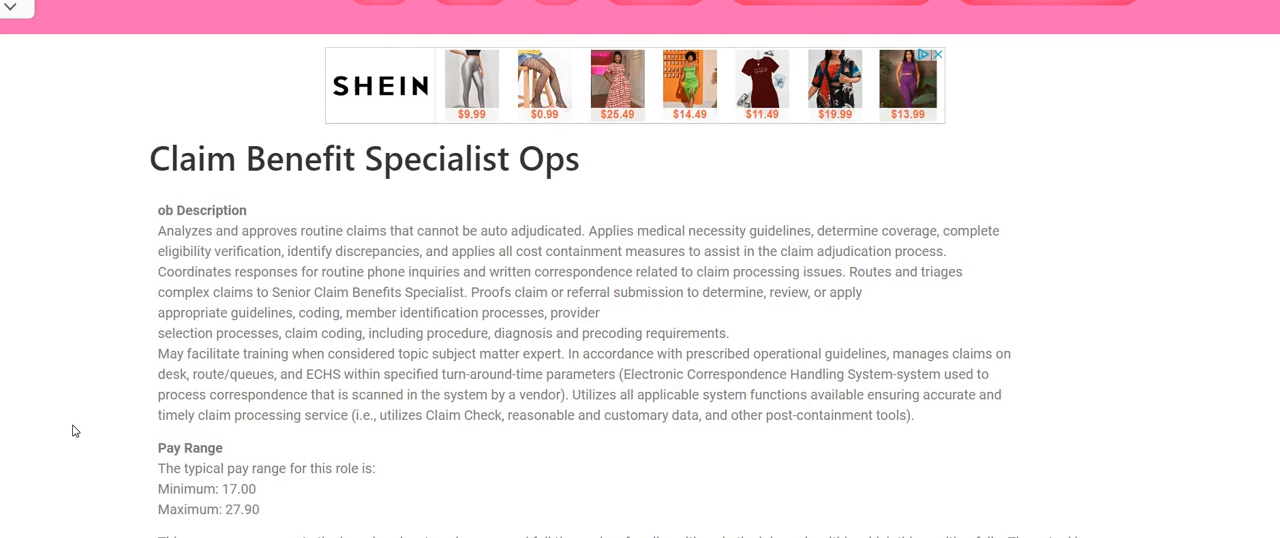 SHEIN
$9.99 $0.99 $25.49 $14.49 $11.49 $19.99 $13.99
Claim Benefit Specialist Ops
ob Description
Analyzes and approves routine claims that cannot be auto adjudicated. Applies medical necessity guidelines, determine coverage, complete
eligibility verification, identify discrepancies, and applies all cost containment measures to assist in the claim adjudication process.
Coordinates responses for routine phone inquiries and written correspondence related to claim processing issues. Routes and triages
complex claims to Senior Claim Benefits Specialist. Proofs claim or referral submission to determine, review, or apply
appropriate guidelines, coding, member identification processes, provider
selection processes, claim coding, including procedure, diagnosis and precoding requirements.
May facilitate training when considered topic subject matter expert. In accordance with prescribed operational guidelines, manages claims on
desk, route/queues, and ECHS within specified turn-around-time parameters (Electronic Correspondence Handling System-system used to
process correspondence that is scanned in the system by a vendor). Utilizes all applicable system functions available ensuring accurate and
timely claim processing service (i.e., utilizes Claim Check, reasonable and customary data, and other post-containment tools).
Pay Range
The typical pay range for this role is:
Minimum: 17.00
Maximum: 27.90